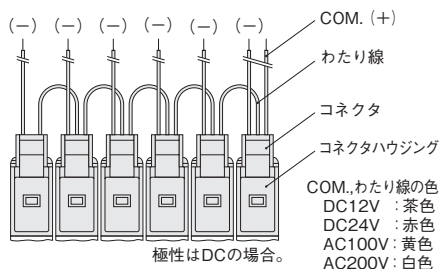 (−) (−) (−) (−) (−) (−)
COM. (+)
わたり線
コネクタ
コネクタハウジング
COM.,わたり線の色
DC12V : 茶色
DC24V : 赤色
AC100V : 黄色
AC200V : 白色
極性はDCの場合。